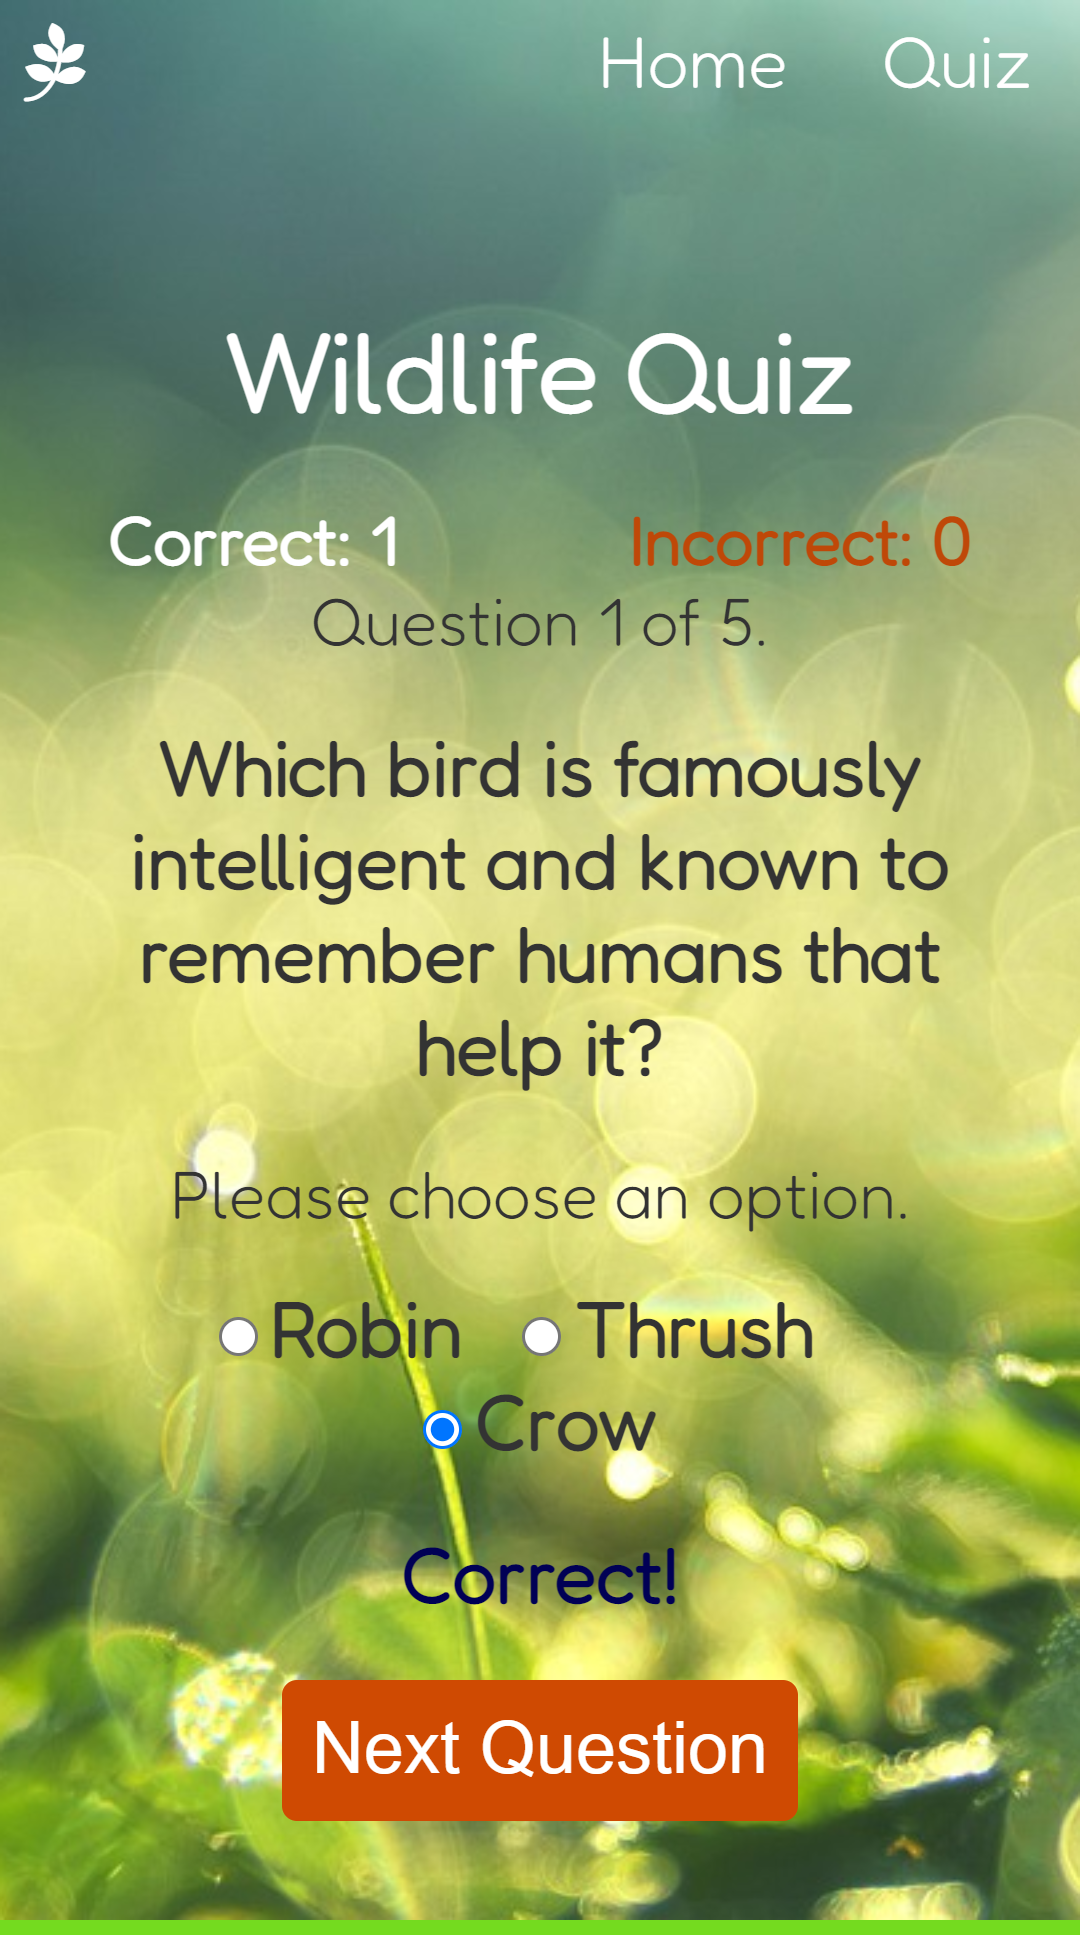 Home Quiz
Wildlife Quiz
Correct: 1 Incorrect: 0
Question 1 of 5.
Which bird is famously
intelligent and known to
remember humans that
help it?
Please choose an option.
Robin Thrush
Crow
Correct!
Next Question